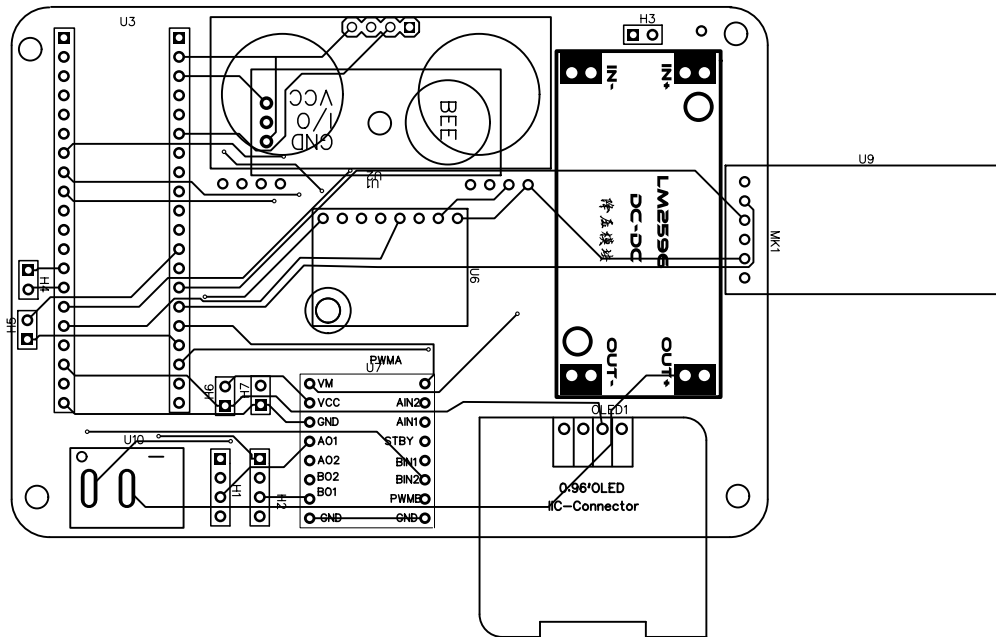 U3
H3
VCC
I/O
GND
BEE
IN-
IN+
U2
U1
U9
LM2596
DC-DC
降压模块
MK1
U6
H4
H5
OUT-
OUT+
PWMA
U7
H6
H7
VM
VCC
AIN2
GND
AIN1
OLED1
U10
AO1
STBY
AO2
BIN1
BO2
BIN2
BO1
PWMB
GND
GND
H1
H2
0.96'OLED
IIC-Connector